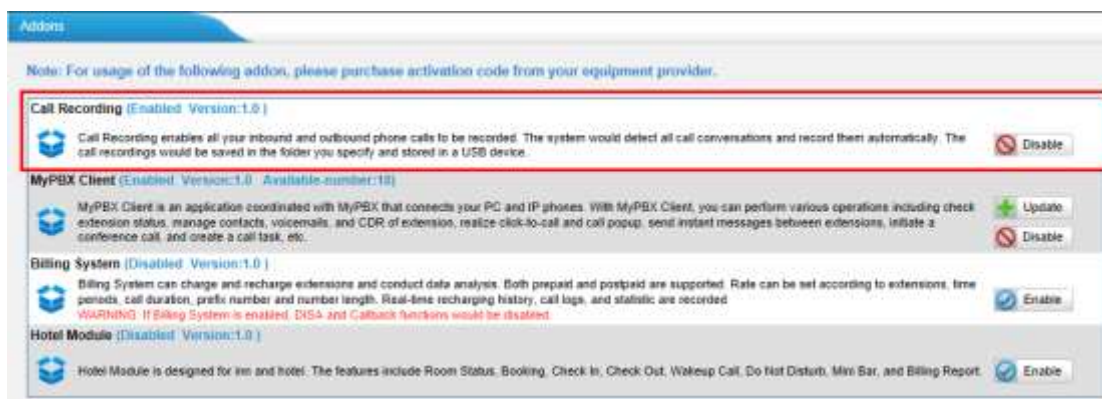 Addons
Note: For usage of the following addon, please purchase activation code from your equipment provider.
Call Recording (Enabled Version:1.0 )
Call Recording enables all your inbound and outbound phone calls to be recorded. The system would detect all call conversations and record them automatically. The
call recordings would be saved in the folder you specify and stored in a USB device.
Disable
MyPBX Client (Enabled Version:1.0 Available-number:10)
MyPBX Client is an application coordinated with MyPBX that connects your PC and IP phones. With MyPBX Client, you can perform various operations including check
extension status, manage contacts, voicemails, and CDR of extension, realize click-to-call and call popup, send instant messages between extensions, initiate a
conference call, and create a call task, etc.
Update
Disable
Billing System (Disabled Version:1.0 )
Billing System can charge and recharge extensions and conduct data analysis. Both prepaid and postpaid are supported. Rate can be set according to extensions, time
periods, call duration, prefix number and number length. Real-time recharging history, call logs, and statistic are recorded
WARNING: If Billing System is enabled, DISA and Callback functions would be disabled.
Enable
Hotel Module (Disabled Version:1.0 )
Hotel Module is designed for inn and hotel. The features include Room Status, Booking, Check In, Check Out, Wakeup Call, Do Not Disturb, Mini Bar, and Billing Report.
Enable